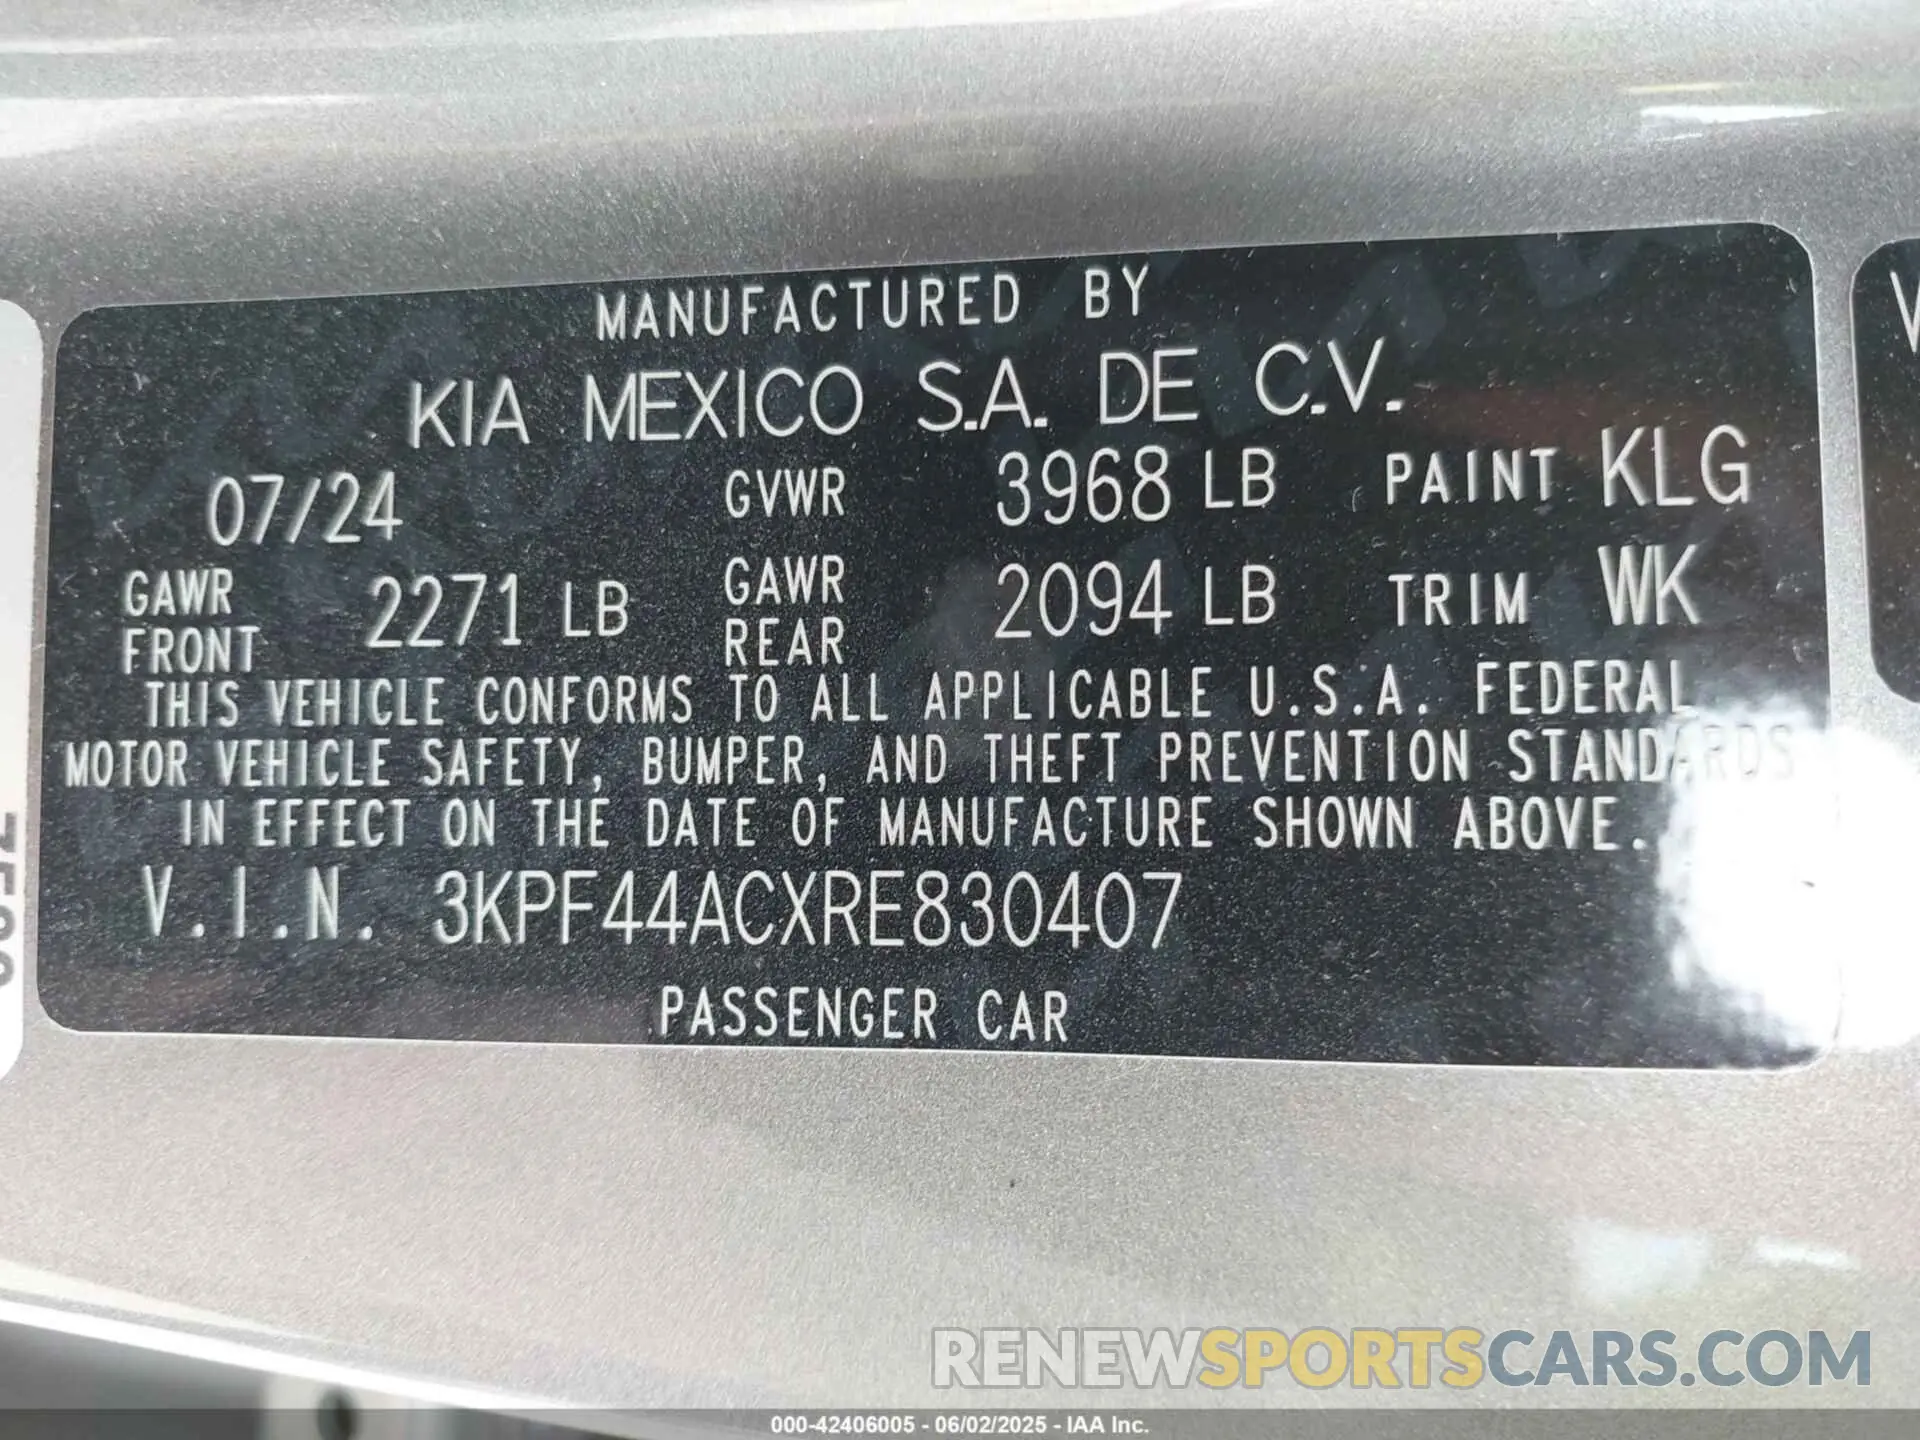 MANUFACTURED BY
KIA MEXICO S.A. DE C.V.
07/24 GVWR 3968 LB PAINT KLG
GAWR FRONT 2271 LB GAWR REAR 2094 LB TRIM WK
THIS VEHICLE CONFORMS TO ALL APPLICABLE U.S.A. FEDERAL
MOTOR VEHICLE SAFETY, BUMPER, AND THEFT PREVENTION STANDARDS
IN EFFECT ON THE DATE OF MANUFACTURE SHOWN ABOVE.
V.I.N. 3KPF44ACXRE830407
PASSENGER CAR
RENEWSPORTSCARS.COM
000-42406005 - 06/02/2025 - IAA Inc.